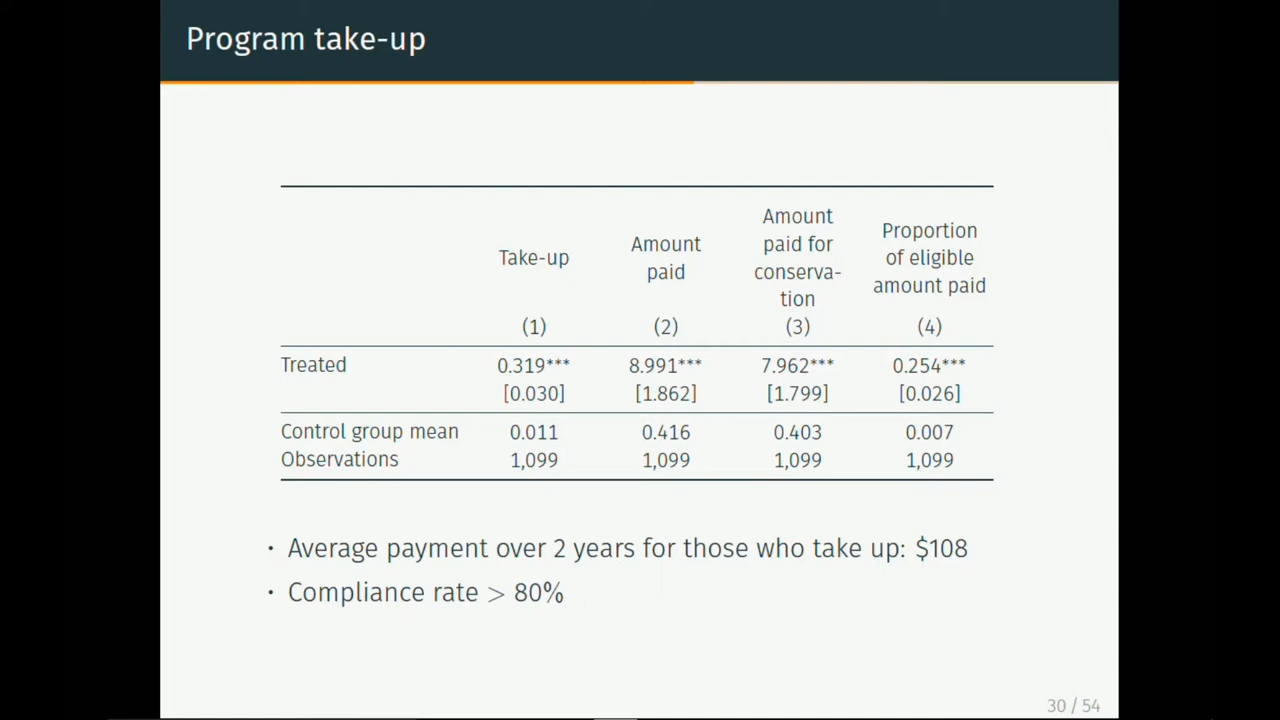 Program take-up
Take-up
Amount
paid
Amount
paid for
conserva-
tion
Proportion
of eligible
amount paid
(1) (2) (3) (4)
Treated 0.319*** 8.991*** 7.962*** 0.254***
[0.030] [1.862] [1.799] [0.026]
Control group mean 0.011 0.416 0.403 0.007
Observations 1,099 1,099 1,099 1,099
· Average payment over 2 years for those who take up: $108
· Compliance rate > 80%
30 / 54